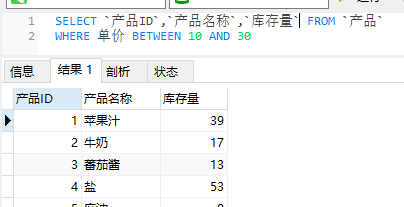 1 SELECT `产品ID`,`产品名称`,`库存量` FROM `产品`
2 WHERE 单价 BETWEEN 10 AND 30
信息 结果 1 剖析 状态
产品ID 产品名称 库存量
1 苹果汁 39
2 牛奶 17
3 蕃茄酱 13
4 盐 53